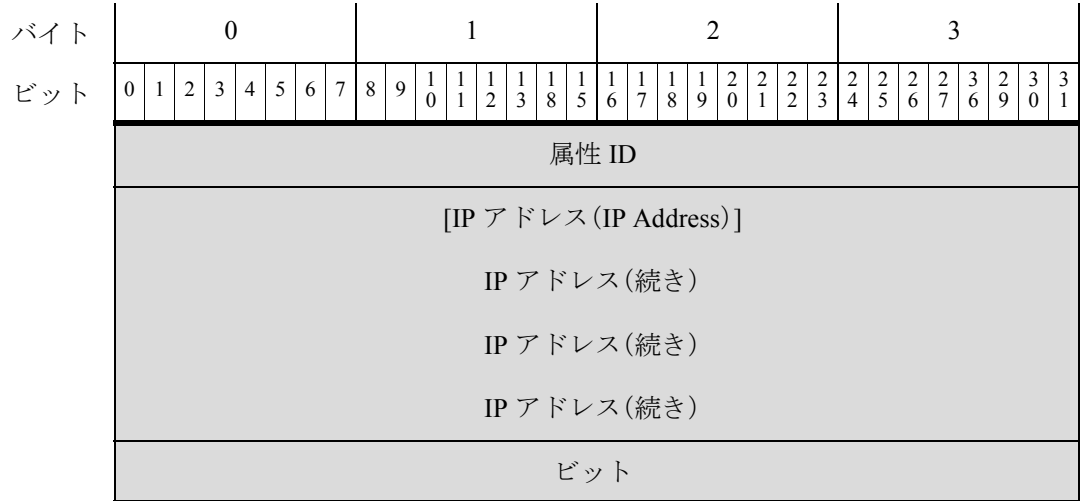 バイト 0 1 2 3
ビット 0 1 2 3 4 5 6 7 8 9 10 11 12 13 18 15 16 17 18 19 20 21 22 23 24 25 26 27 36 29 30 31
属性 ID
[IP アドレス(IP Address)]
IP アドレス(続き)
IP アドレス(続き)
IP アドレス(続き)
ビット